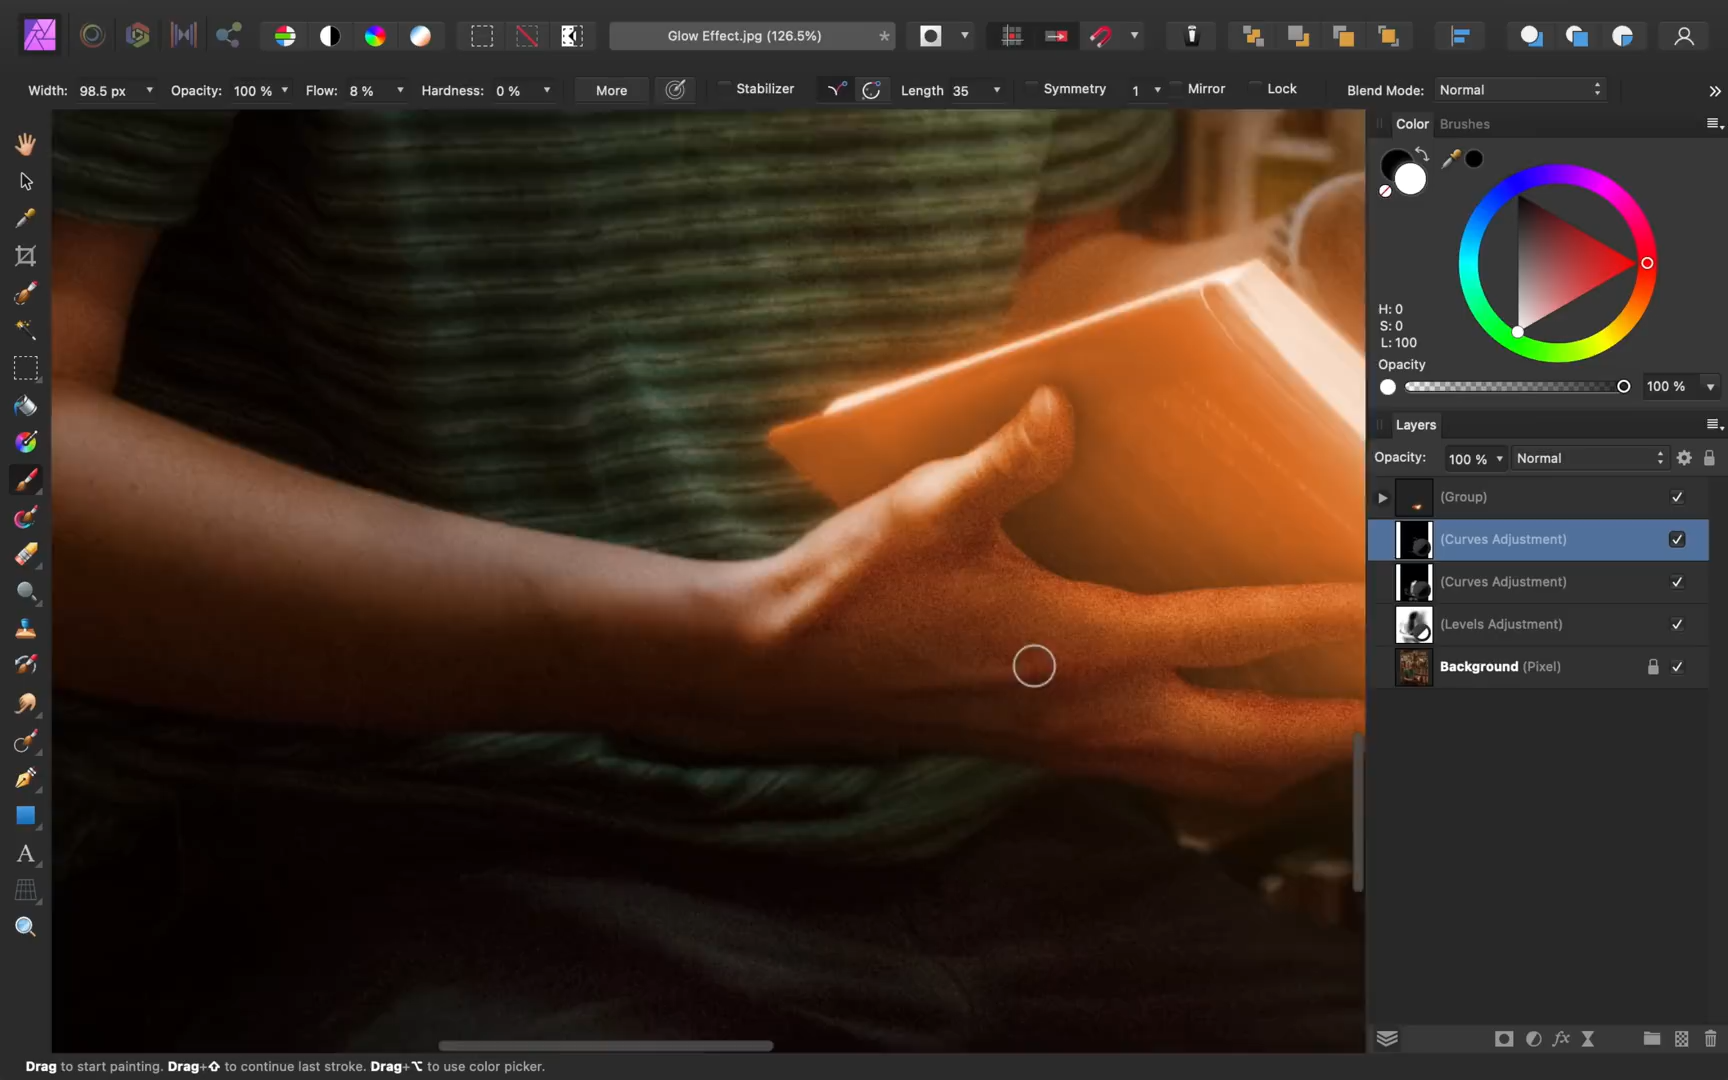 Glow Effect.jpg (126.5%) *
Width: 98.5 px Opacity: 100 % Flow: 8 % Hardness: 0 % More Stabilizer Length 35 Symmetry 1 Mirror Lock Blend Mode: Normal
Color Brushes
H: 0
S: 0
L: 100
Opacity
100 %
Layers
Opacity: 100 % Normal
(Group)
(Curves Adjustment)
(Curves Adjustment)
(Levels Adjustment)
Background (Pixel)
A
fx
Drag to start painting. Drag+⇧ to continue last stroke. Drag+⌥ to use color picker.